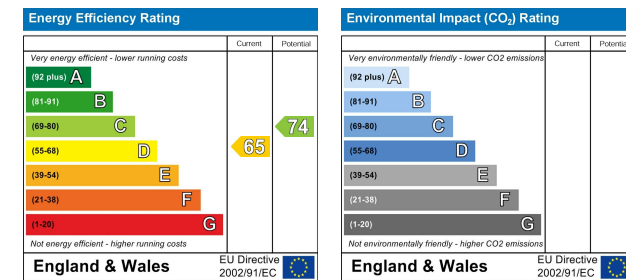 Energy Efficiency Rating
Current Potential
Very energy efficient - lower running costs
(92 plus) A
(81-91) B
(69-80) C
74
(55-68) D
65
(39-54) E
(21-38) F
(1-20) G
Not energy efficient - higher running costs
England & Wales
EU Directive
2002/91/EC
Environmental Impact (CO2) Rating
Current Potential
Very environmentally friendly - lower CO2 emissions
(92 plus) A
(81-91) B
(69-80) C
(55-68) D
(39-54) E
(21-38) F
(1-20) G
Not environmentally friendly - higher CO2 emissions
England & Wales
EU Directive
2002/91/EC